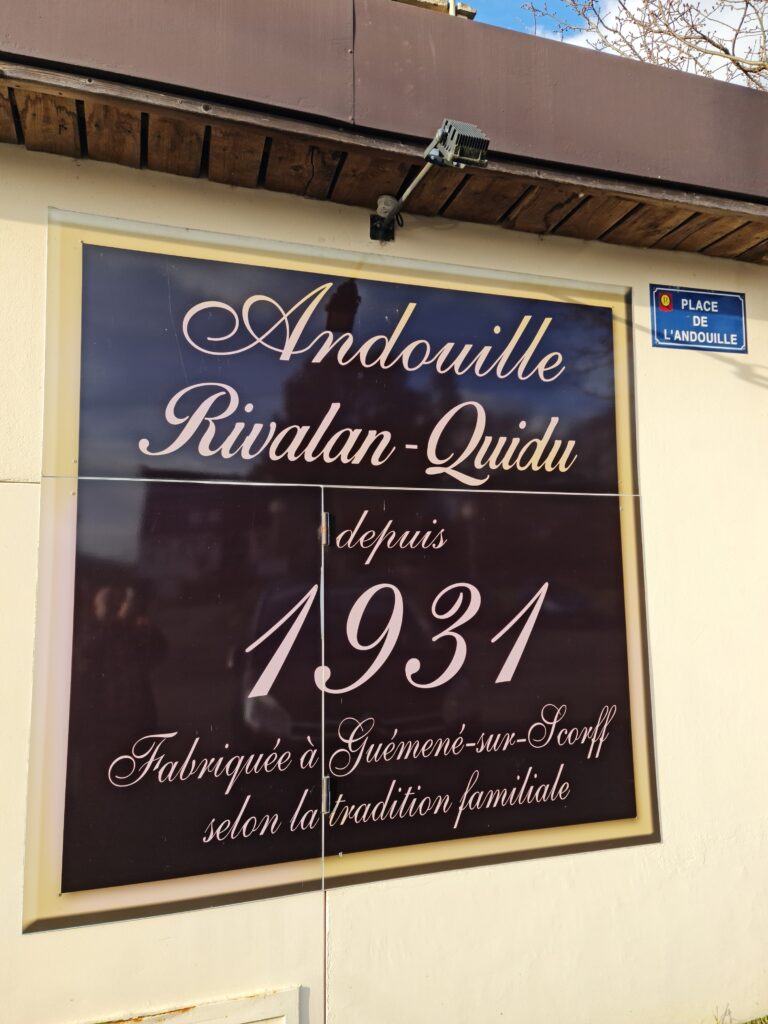 Andouille
Rivalan-Quidu
depuis
1931
Fabriquée à Guémené-sur-Scorff
selon la tradition familiale
PLACE
DE
L'ANDOUILLE